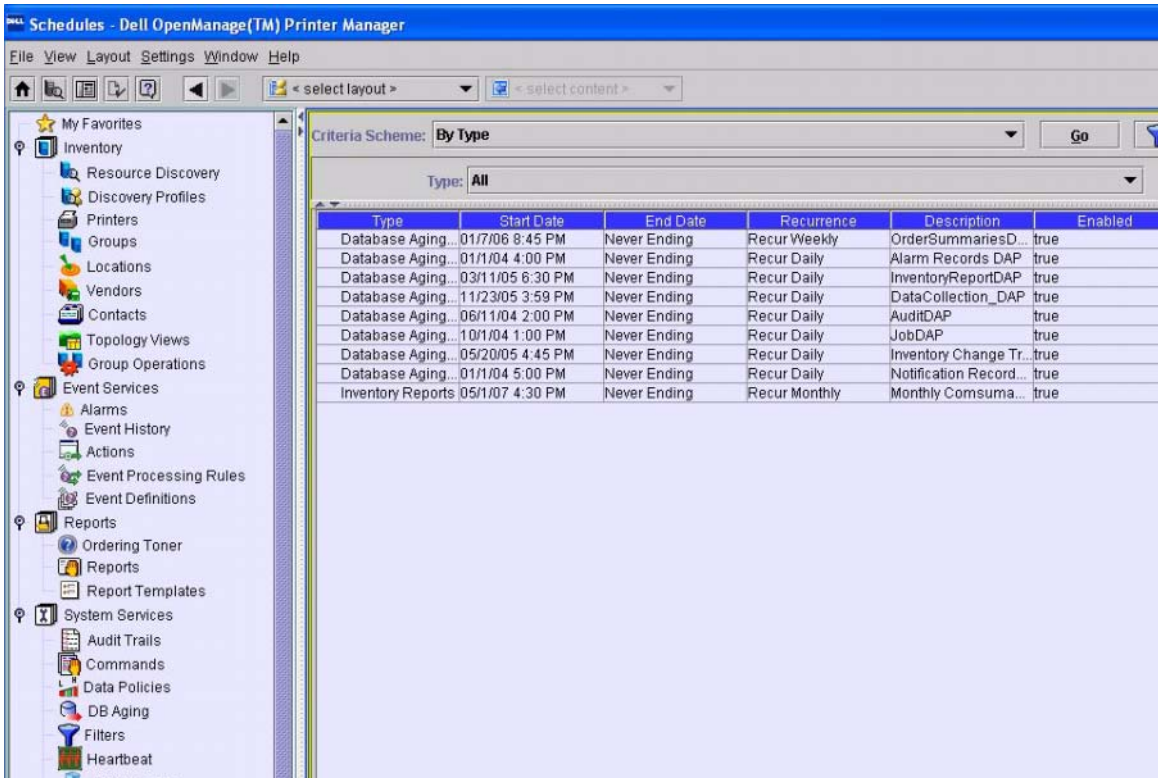 DELL Schedules - Dell OpenManage(TM) Printer Manager
File View Layout Settings Window Help
< select layout > < select content >
My Favorites
Inventory
Resource Discovery
Discovery Profiles
Printers
Groups
Locations
Vendors
Contacts
Topology Views
Group Operations
Event Services
Alarms
Event History
Actions
Event Processing Rules
Event Definitions
Reports
Ordering Toner
Reports
Report Templates
System Services
Audit Trails
Commands
Data Policies
DB Aging
Filters
Heartbeat
Criteria Scheme: By Type Go
Type: All
Type Start Date End Date Recurrence Description Enabled
Database Aging... 01/7/06 8:45 PM Never Ending Recur Weekly OrderSummariesD... true
Database Aging... 01/1/04 4:00 PM Never Ending Recur Daily Alarm Records DAP true
Database Aging... 03/11/05 6:30 PM Never Ending Recur Daily InventoryReportDAP true
Database Aging... 11/23/05 3:59 PM Never Ending Recur Daily DataCollection_DAP true
Database Aging... 06/11/04 2:00 PM Never Ending Recur Daily AuditDAP true
Database Aging... 10/1/04 1:00 PM Never Ending Recur Daily JobDAP true
Database Aging... 05/20/05 4:45 PM Never Ending Recur Daily Inventory Change Tr... true
Database Aging... 01/1/04 5:00 PM Never Ending Recur Daily Notification Record... true
Inventory Reports 05/1/07 4:30 PM Never Ending Recur Monthly Monthly Comsuma... true